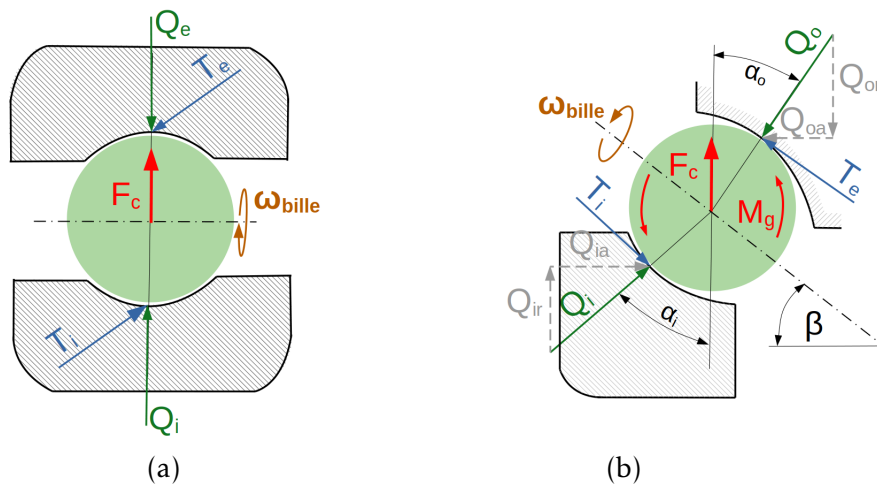 Qe
Te
Fc
ωbille
Ti
Qi
(a)
Qo
αo
Qor
ωbille
Qoa
Fc
Te
Ti
Mg
Qia
Qir
Qi
αi
β
(b)